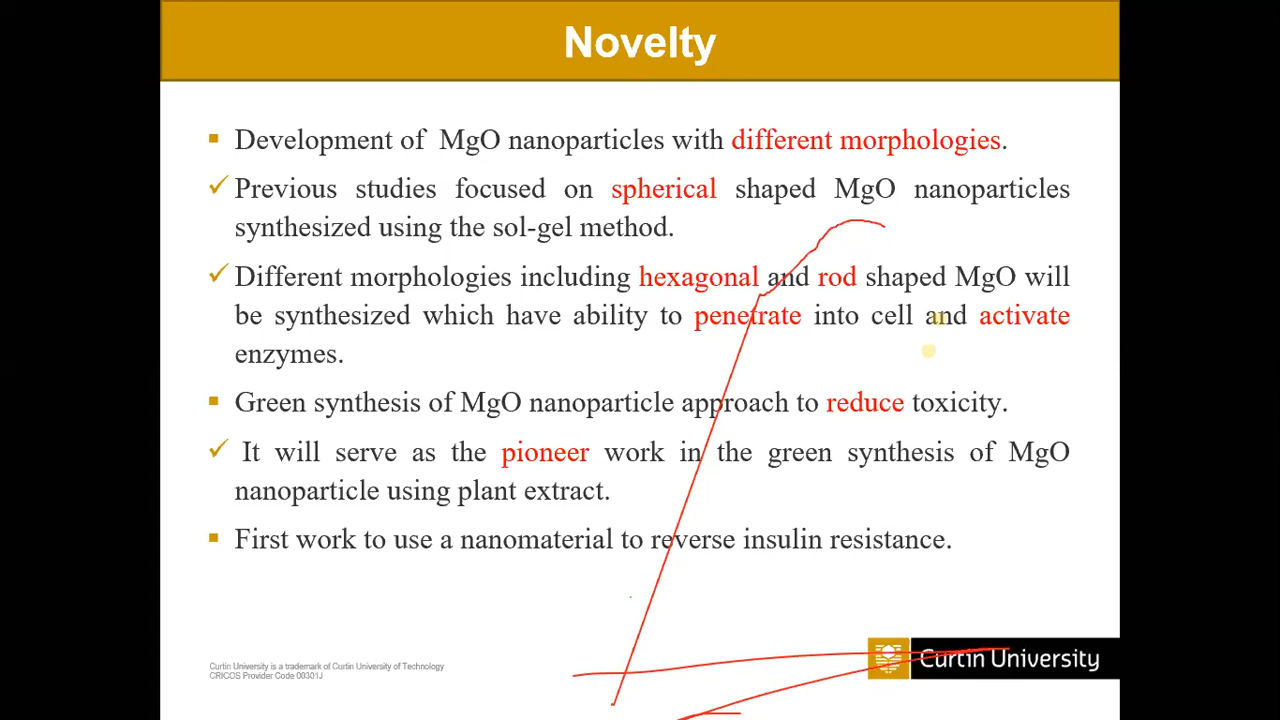 Novelty
▪ Development of MgO nanoparticles with different morphologies.
✓ Previous studies focused on spherical shaped MgO nanoparticles
synthesized using the sol-gel method.
✓ Different morphologies including hexagonal and rod shaped MgO will
be synthesized which have ability to penetrate into cell and activate
enzymes.
▪ Green synthesis of MgO nanoparticle approach to reduce toxicity.
✓ It will serve as the pioneer work in the green synthesis of MgO
nanoparticle using plant extract.
▪ First work to use a nanomaterial to reverse insulin resistance.
Curtin University is a trademark of Curtin University of Technology
CRICOS Provider Code 00301J
Curtin University